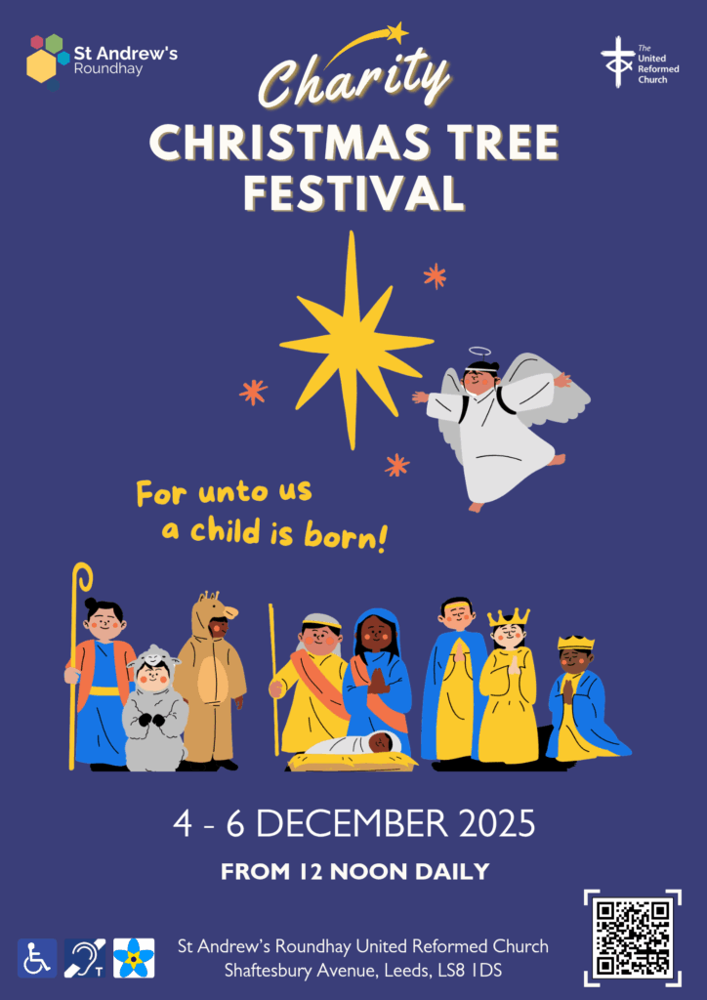 St Andrew's
Roundhay
Charity
The
United
Reformed
Church
CHRISTMAS TREE
FESTIVAL
For unto us
a child is born!
4 - 6 DECEMBER 2025
FROM 12 NOON DAILY
T
St Andrew's Roundhay United Reformed Church
Shaftesbury Avenue, Leeds, LS8 1DS